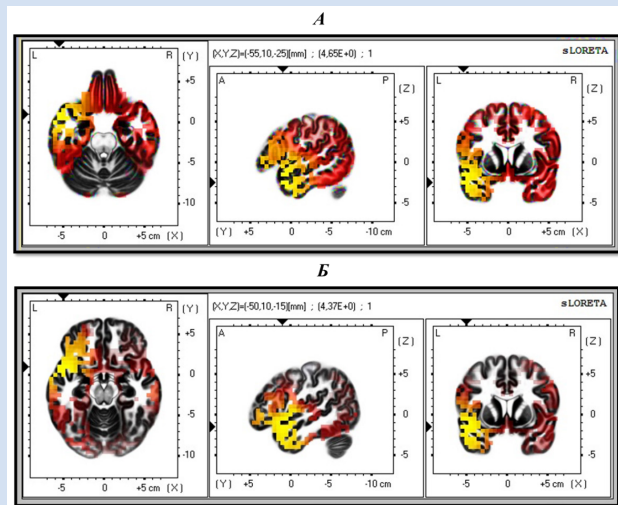 А
L R (Y) (X,Y,Z)=(-55,10,-25)[mm] ; (4,65E+0) ; 1 sLORETA
A P (Z) L R (Z)
+5 +5 +5
0 0 0
-5 -5 -5
-10
-5 0 +5 cm (X) (Y) +5 0 -5 -10 cm -5 0 +5 cm (X)
Б
L R (Y) (X,Y,Z)=(-50,10,-15)[mm] ; (4,37E+0) ; 1 sLORETA
A P (Z) L R (Z)
+5 +5 +5
0 0 0
-5 -5 -5
-10
-5 0 +5 cm (X) (Y) +5 0 -5 -10 cm -5 0 +5 cm (X)